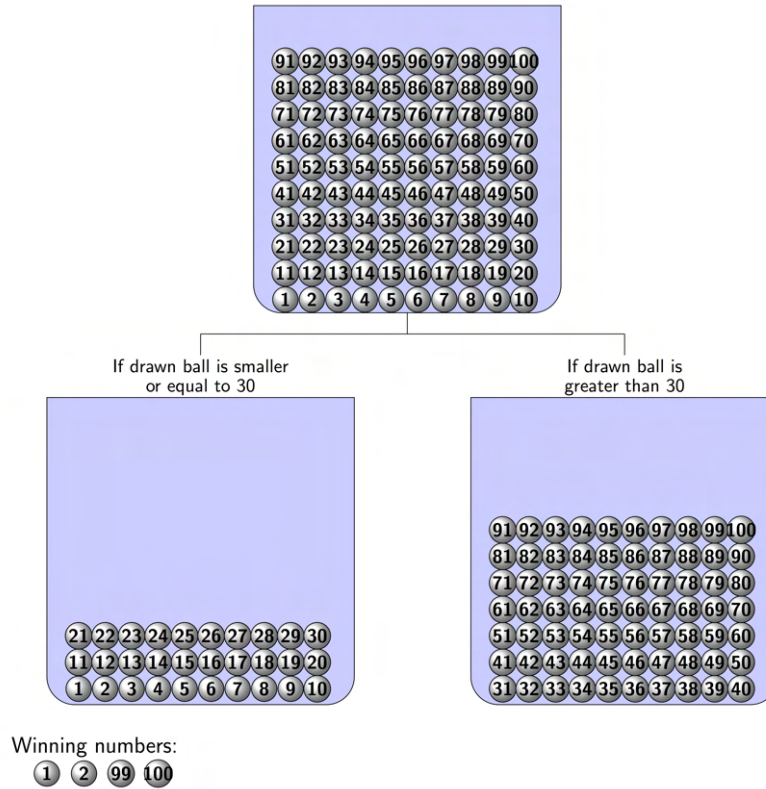 91 92 93 94 95 96 97 98 99 100
81 82 83 84 85 86 87 88 89 90
71 72 73 74 75 76 77 78 79 80
61 62 63 64 65 66 67 68 69 70
51 52 53 54 55 56 57 58 59 60
41 42 43 44 45 46 47 48 49 50
31 32 33 34 35 36 37 38 39 40
21 22 23 24 25 26 27 28 29 30
11 12 13 14 15 16 17 18 19 20
1 2 3 4 5 6 7 8 9 10
If drawn ball is smaller
or equal to 30
21 22 23 24 25 26 27 28 29 30
11 12 13 14 15 16 17 18 19 20
1 2 3 4 5 6 7 8 9 10
If drawn ball is
greater than 30
91 92 93 94 95 96 97 98 99 100
81 82 83 84 85 86 87 88 89 90
71 72 73 74 75 76 77 78 79 80
61 62 63 64 65 66 67 68 69 70
51 52 53 54 55 56 57 58 59 60
41 42 43 44 45 46 47 48 49 50
31 32 33 34 35 36 37 38 39 40
Winning numbers:
1 2 99 100